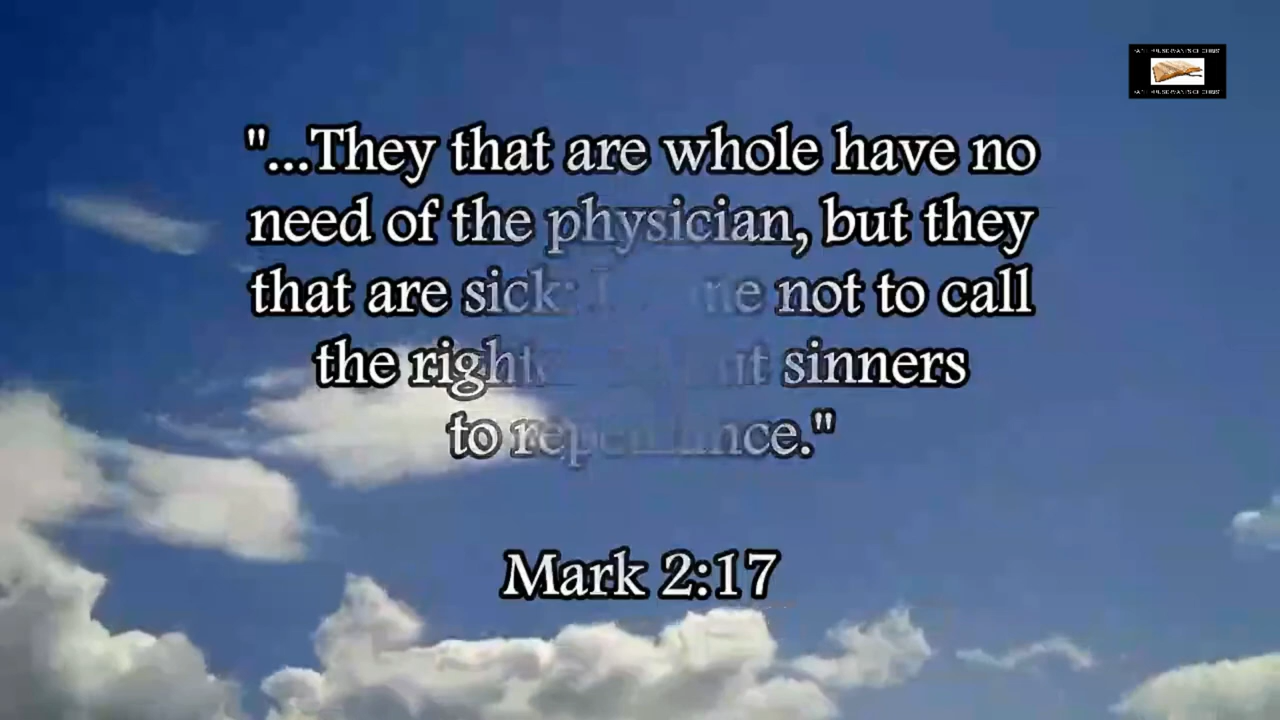 "...They that are whole have no
need of the physician, but they
that are sick: not to call
the sinners
to repentance."
Mark 2:17